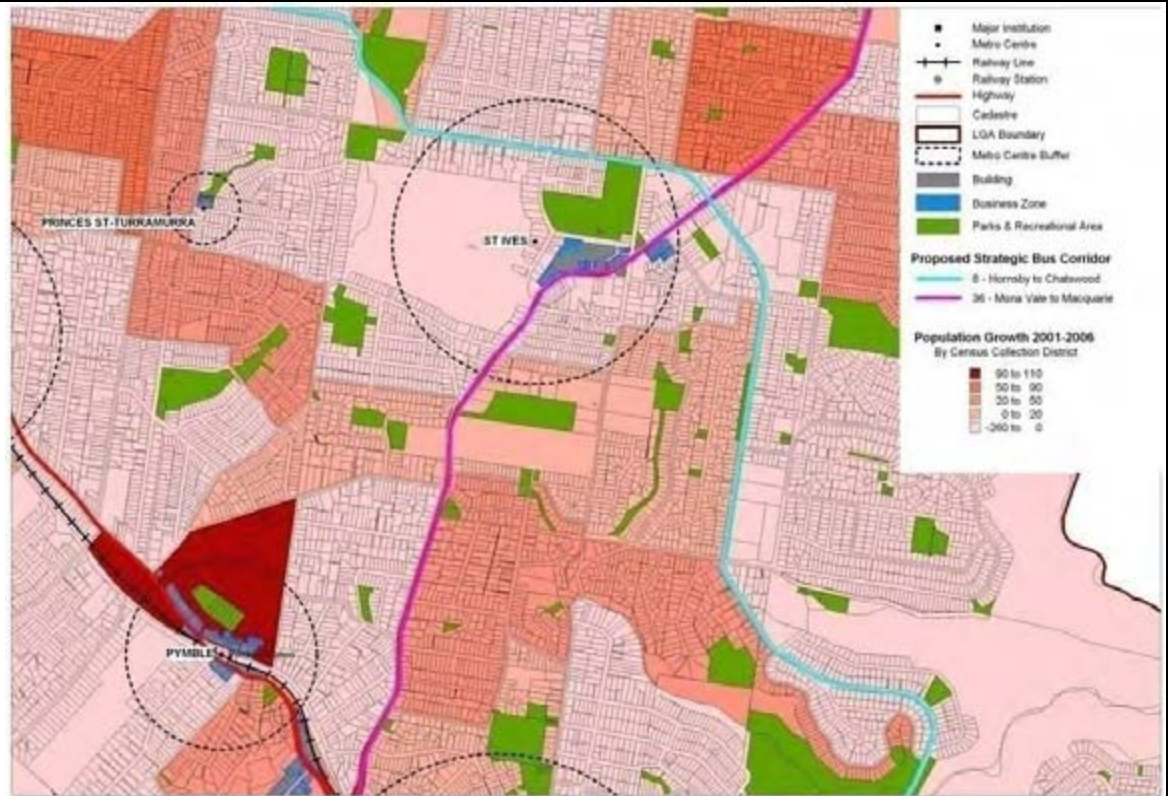 Major Institution
Metro Centre
Railway Line
Railway Station
Highway
Cadastre
LGA Boundary
Metro Centre Buffer
Building
Business Zone
Parks & Recreational Area
Proposed Strategic Bus Corridor
8 - Hornsby to Chatswood
36 - Mona Vale to Macquarie
Population Growth 2001-2006
By Census Collection District
90 to 110
50 to 90
20 to 50
0 to 20
-260 to 0
PRINCES ST-TURRAMURRA
ST IVES
PYMBLE